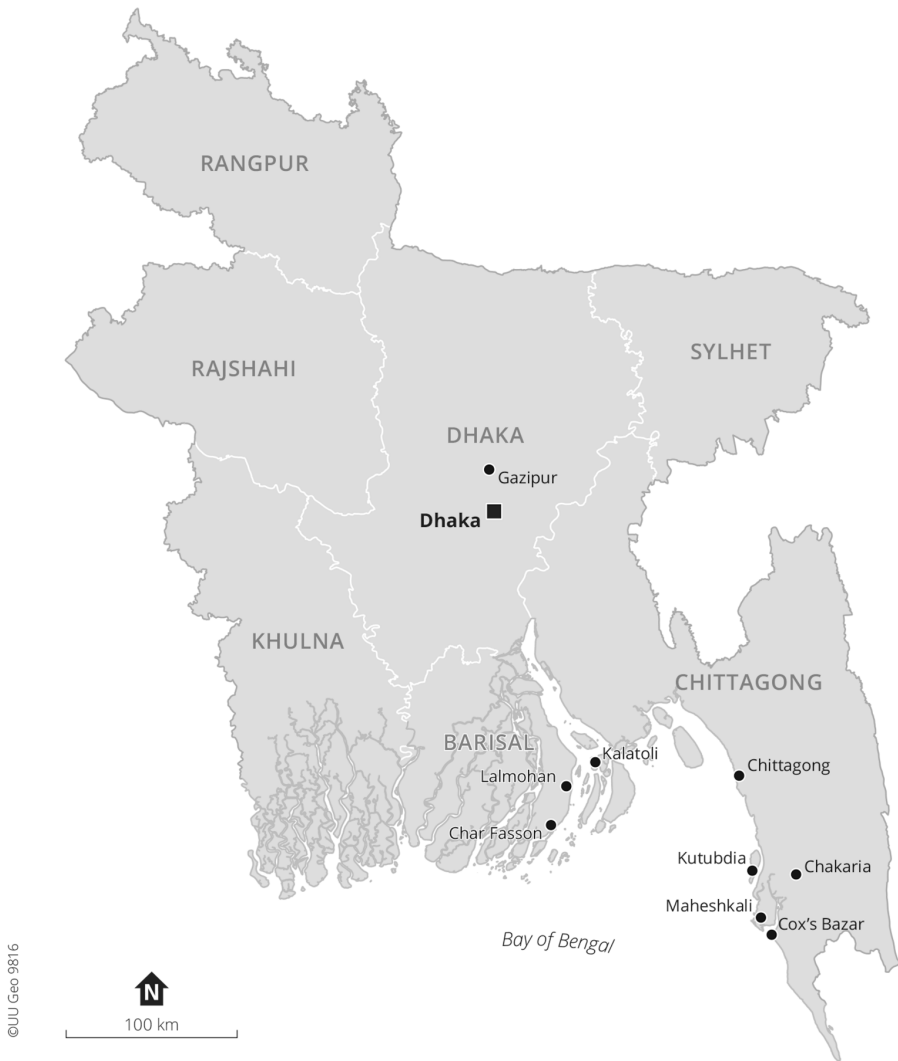 RANGPUR
SYLHET
RAJSHAHI
DHAKA
Gazipur
Dhaka
KHULNA
CHITTAGONG
BARISAL
Kalatoli
Chittagong
Lalmohan
Char Fasson
Kutubdia
Chakaria
Maheshkali
Cox's Bazar
Bay of Bengal
©UU Geo 9816
N
100 km